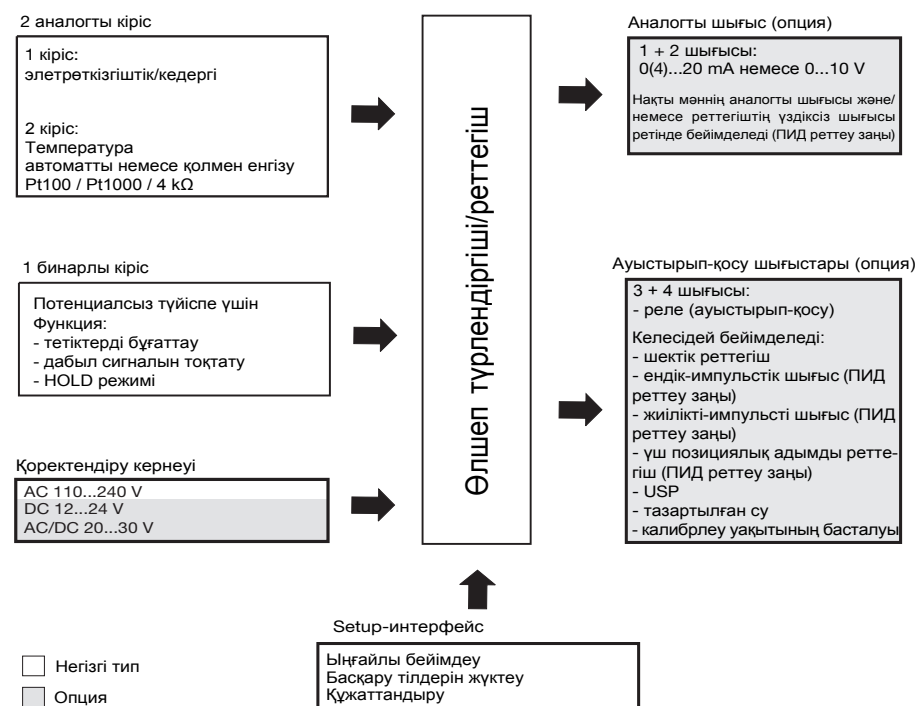 2 аналогты кіріс
1 кіріс:
элетрөткізгіштік/кедергі
2 кіріс:
Температура
автоматты немесе қолмен енгізу
Pt100 / Pt1000 / 4 kΩ
1 бинарлы кіріс
Потенциалсыз түйіспе үшін
Функция:
- тетіктерді бұғаттау
- дабыл сигналын тоқтату
- HOLD режимі
Қоректендіру кернеуі
AC 110...240 V
DC 12...24 V
AC/DC 20...30 V
Өлшеп түрлендіргіші/реттегіш
Аналогты шығыс (опция)
1 + 2 шығысы:
0(4)...20 mA немесе 0...10 V
Нақты мәннің аналогты шығысы және/
немесе реттегіштің үздіксіз шығысы
ретінде бейімделеді (ПИД реттеу заңы)
Ауыстырып-қосу шығыстары (опция)
3 + 4 шығысы:
- реле (ауыстырып-қосу)
Келесідей бейімделеді:
- шектік реттегіш
- ендік-импульстік шығыс (ПИД
реттеу заңы)
- жиілікті-импульсті шығыс (ПИД
реттеу заңы)
- үш позициялық адымды ретте-
гіш (ПИД реттеу заңы)
- USP
- тазартылған су
- калибрлеу уақытының басталуы
Setup-интерфейс
Ыңғайлы бейімдеу
Басқару тілдерін жүктеу
Құжаттандыру
Негізгі тип
Опция